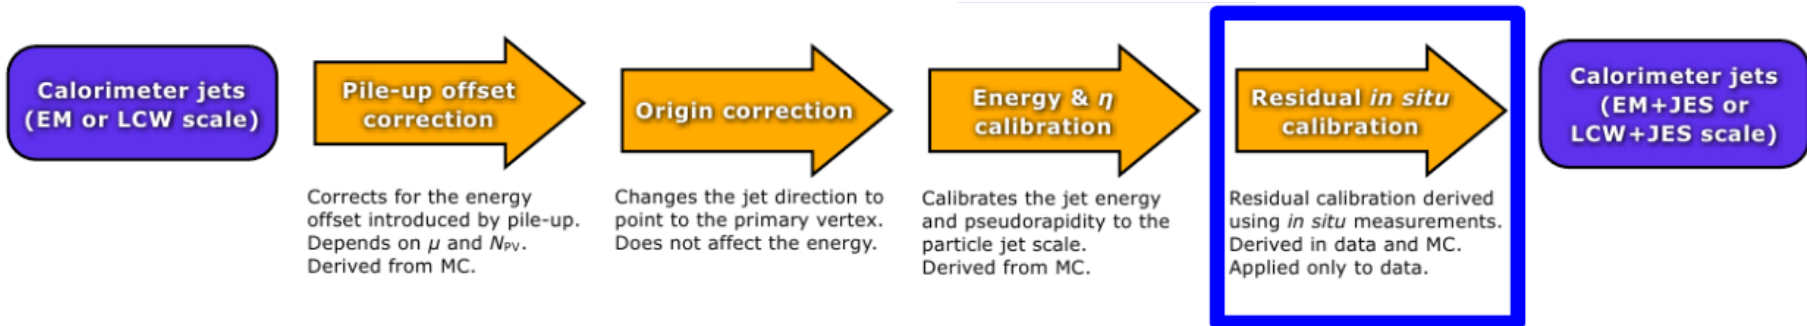 Calorimeter jets
(EM or LCW scale)
Pile-up offset
correction
Corrects for the energy
offset introduced by pile-up.
Depends on μ and NPV.
Derived from MC.
Origin correction
Changes the jet direction to
point to the primary vertex.
Does not affect the energy.
Energy & η
calibration
Calibrates the jet energy
and pseudorapidity to the
particle jet scale.
Derived from MC.
Residual in situ
calibration
Residual calibration derived
using in situ measurements.
Derived in data and MC.
Applied only to data.
Calorimeter jets
(EM+JES or
LCW+JES scale)